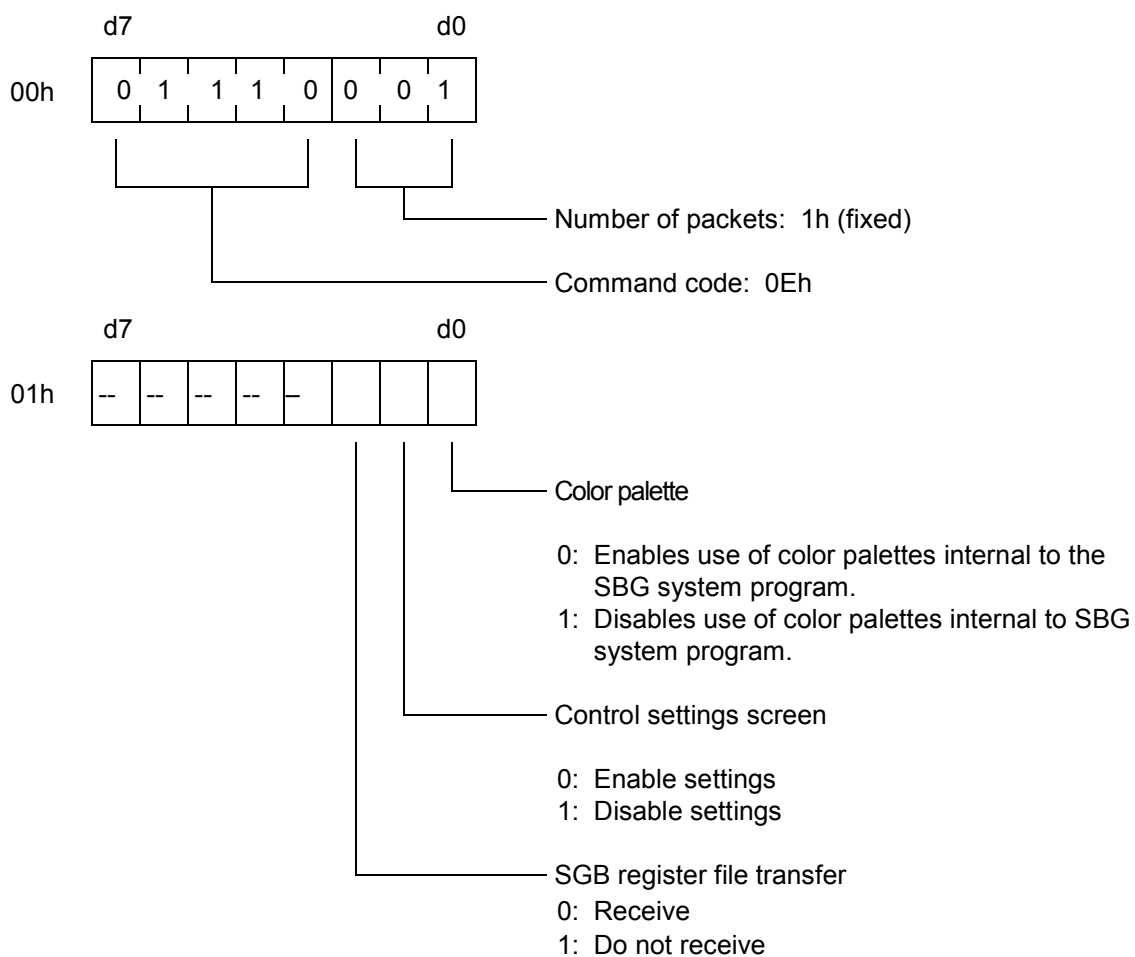 d7 d0
00h 0 1 1 1 0 0 0 1
Number of packets: 1h (fixed)
Command code: 0Eh
d7 d0
01h -- -- -- -- –
Color palette
0: Enables use of color palettes internal to the
SBG system program.
1: Disables use of color palettes internal to SBG
system program.
Control settings screen
0: Enable settings
1: Disable settings
SGB register file transfer
0: Receive
1: Do not receive